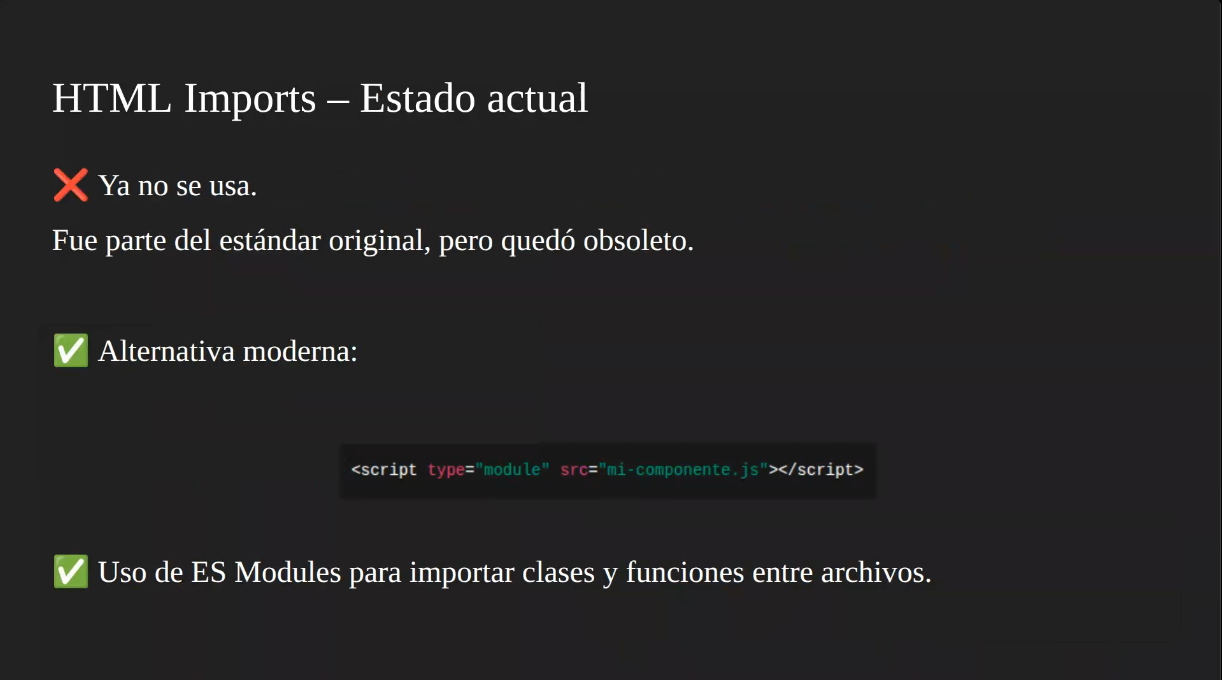 HTML Imports – Estado actual
❌ Ya no se usa.
Fue parte del estándar original, pero quedó obsoleto.
✅ Alternativa moderna:
<script type="module" src="mi-componente.js"></script>
✅ Uso de ES Modules para importar clases y funciones entre archivos.